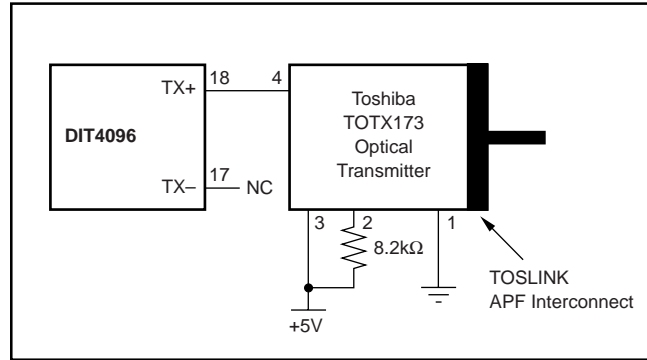 TX+
18
4
DIT4096
Toshiba
TOTX173
Optical
Transmitter
TX–
17
NC
3
2
1
8.2kΩ
+5V
TOSLINK
APF Interconnect